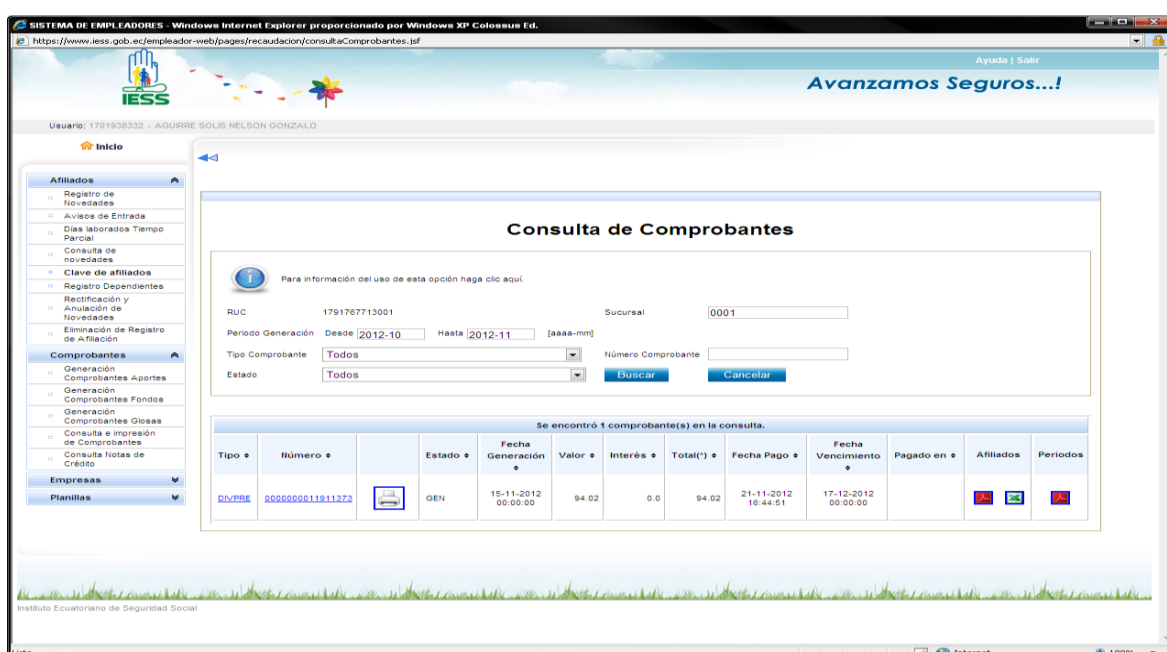 SISTEMA DE EMPLEADORES - Windows Internet Explorer proporcionado por Windows XP Colossus Ed.
https://www.iess.gob.ec/empleador-web/pages/recaudacion/consultaComprobantes.jsf
Ayuda | Salir
IESS
Avanzamos Seguros...!
Usuario: 1701938332 - AGUIRRE SOLIS NELSON GONZALO
Inicio
Afiliados
Registro de
Novedades
Avisos de Entrada
Días laborados Tiempo
Parcial
Consulta de
novedades
Clave de afiliados
Registro Dependientes
Rectificación y
Anulación de
Novedades
Eliminación de Registro
de Afiliación
Comprobantes
Generación
Comprobantes Aportes
Generación
Comprobantes Fondos
Generación
Comprobantes Glosas
Consulta e impresión
de Comprobantes
Consulta Notas de
Crédito
Empresas
Planillas
Consulta de Comprobantes
Para información del uso de esta opción haga clic aquí.
RUC 1791767713001 Sucursal 0001
Periodo Generación Desde 2012-10 Hasta 2012-11 [aaaa-mm]
Tipo Comprobante Todos Número Comprobante
Estado Todos Buscar Cancelar
Se encontró 1 comprobante(s) en la consulta.
Tipo Número Estado Fecha Generación Valor Interés Total(*) Fecha Pago Fecha Vencimiento Pagado en Afiliados Periodos
DIVPRE 0000000011911373 GEN 15-11-2012 00:00:00 94.02 0.0 94.02 21-11-2012 16:44:51 17-12-2012 00:00:00
Instituto Ecuatoriano de Seguridad Social